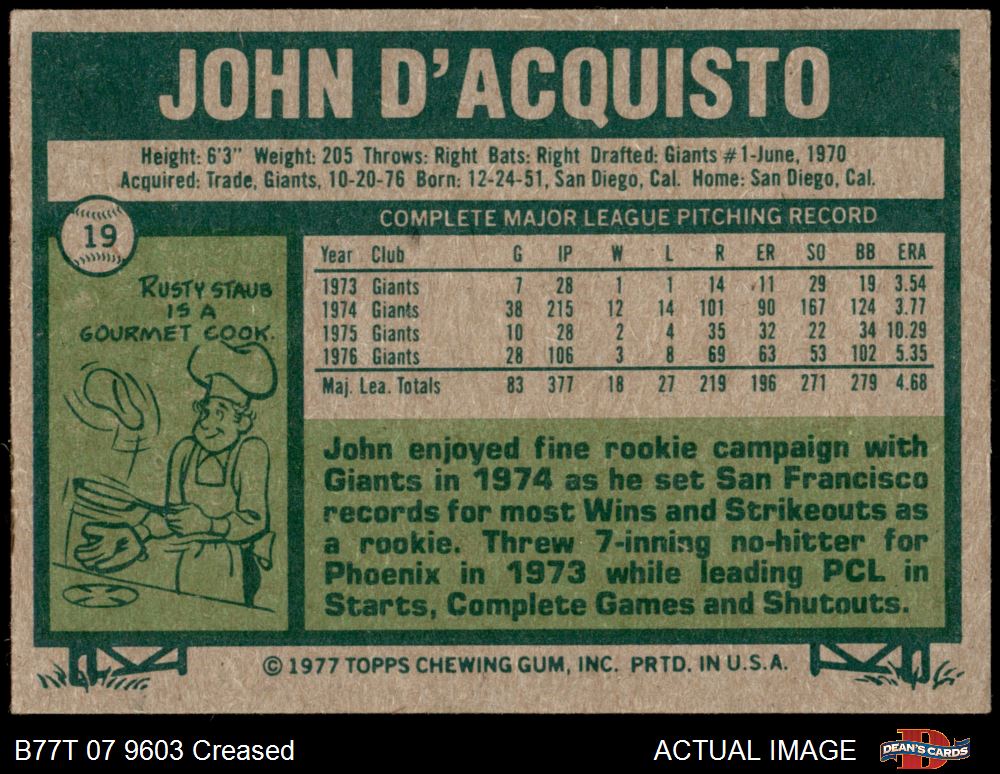 JOHN D'ACQUISTO
Height: 6'3" Weight: 205 Throws: Right Bats: Right Drafted: Giants #1-June, 1970
Acquired: Trade, Giants, 10-20-76 Born: 12-24-51, San Diego, Cal. Home: San Diego, Cal.
19
RUSTY STAUB
IS A
GOURMET COOK.
COMPLETE MAJOR LEAGUE PITCHING RECORD
Year Club G IP W L R ER SO BB ERA
1973 Giants 7 28 1 1 14 11 29 19 3.54
1974 Giants 38 215 12 14 101 90 167 124 3.77
1975 Giants 10 28 2 4 35 32 22 34 10.29
1976 Giants 28 106 3 8 69 63 53 102 5.35
Maj. Lea. Totals 83 377 18 27 219 196 271 279 4.68
John enjoyed fine rookie campaign with
Giants in 1974 as he set San Francisco
records for most Wins and Strikeouts as
a rookie. Threw 7-inning no-hitter for
Phoenix in 1973 while leading PCL in
Starts, Complete Games and Shutouts.
© 1977 TOPPS CHEWING GUM, INC. PRTD. IN U.S.A.
B77T 07 9603 Creased
ACTUAL IMAGE
D
DEAN'S CARDS